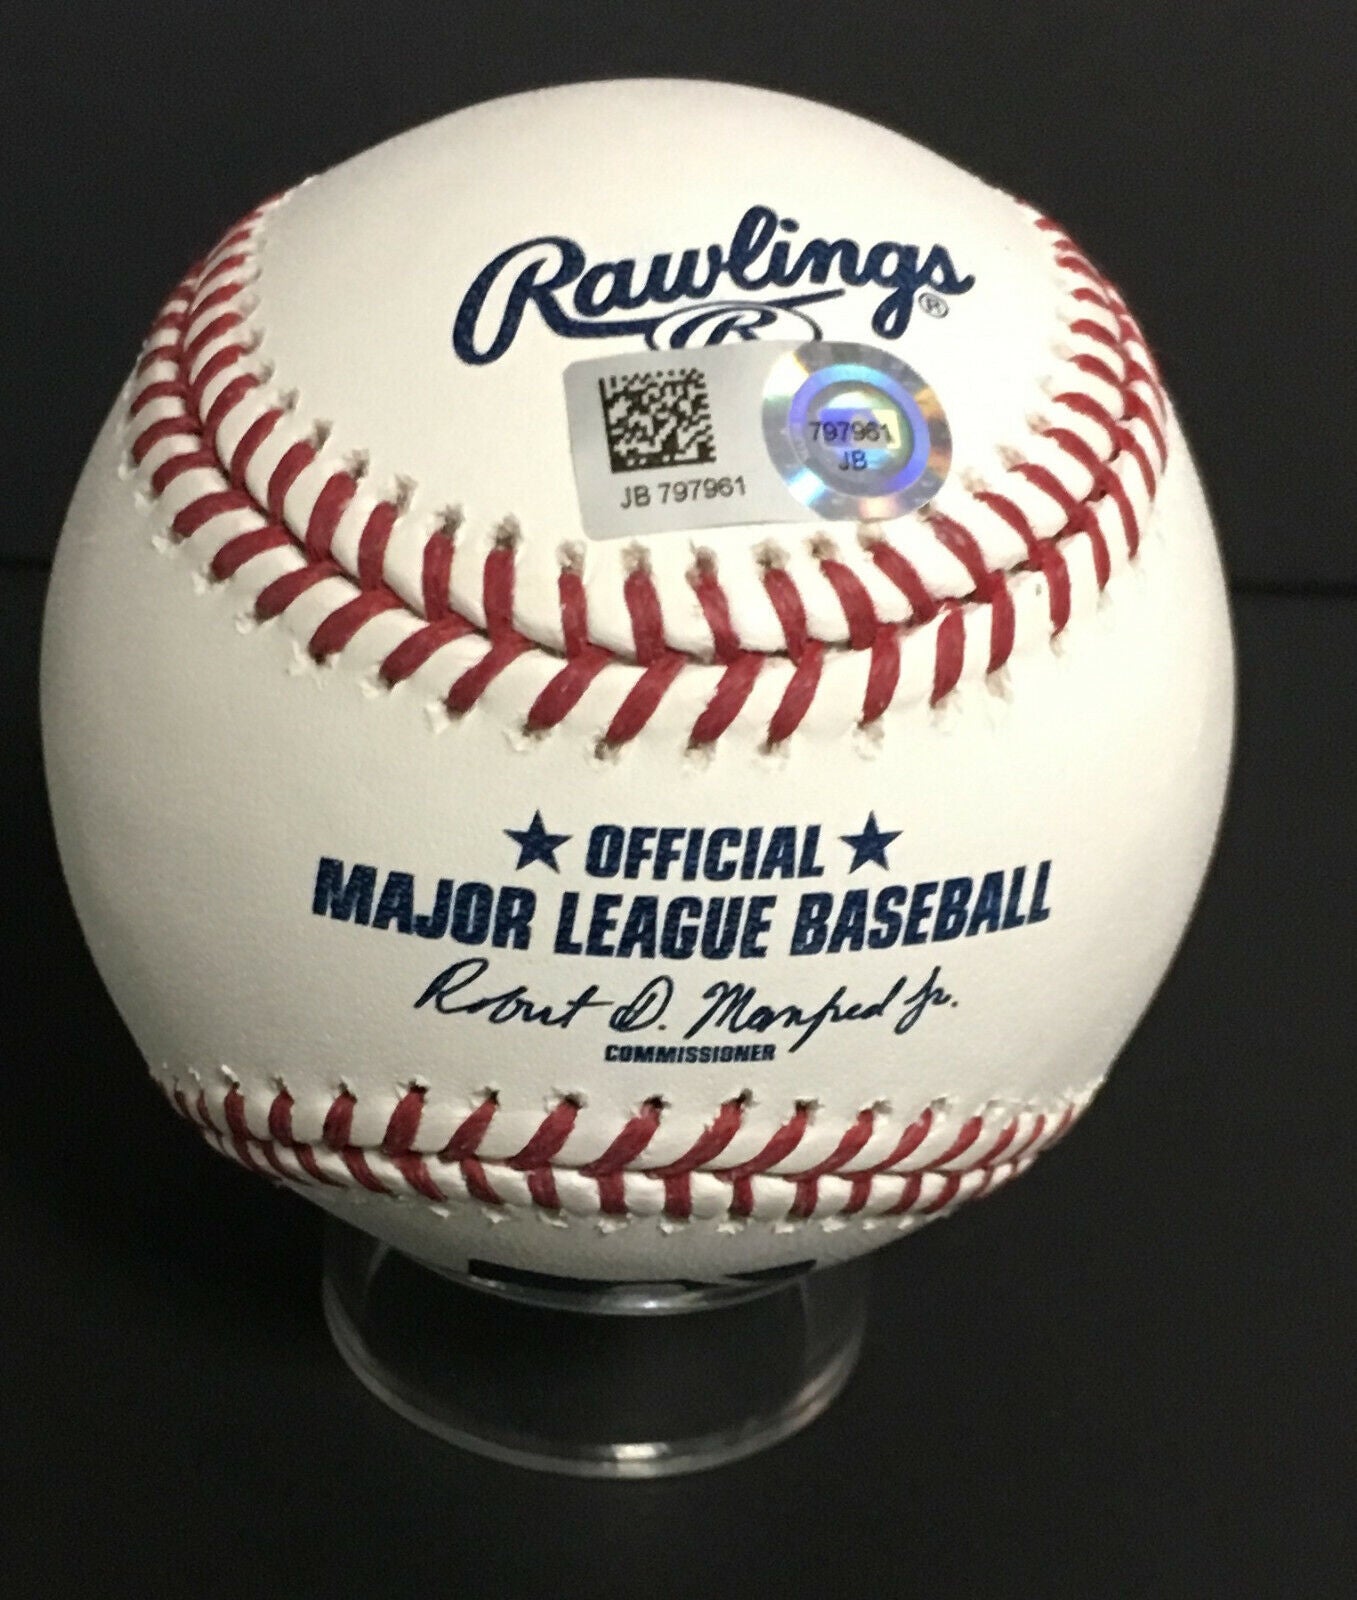 Rawlings®
R
797961
JB
JB 797961
★ OFFICIAL ★
MAJOR LEAGUE BASEBALL
Robert D. Manfred Jr.
COMMISSIONER